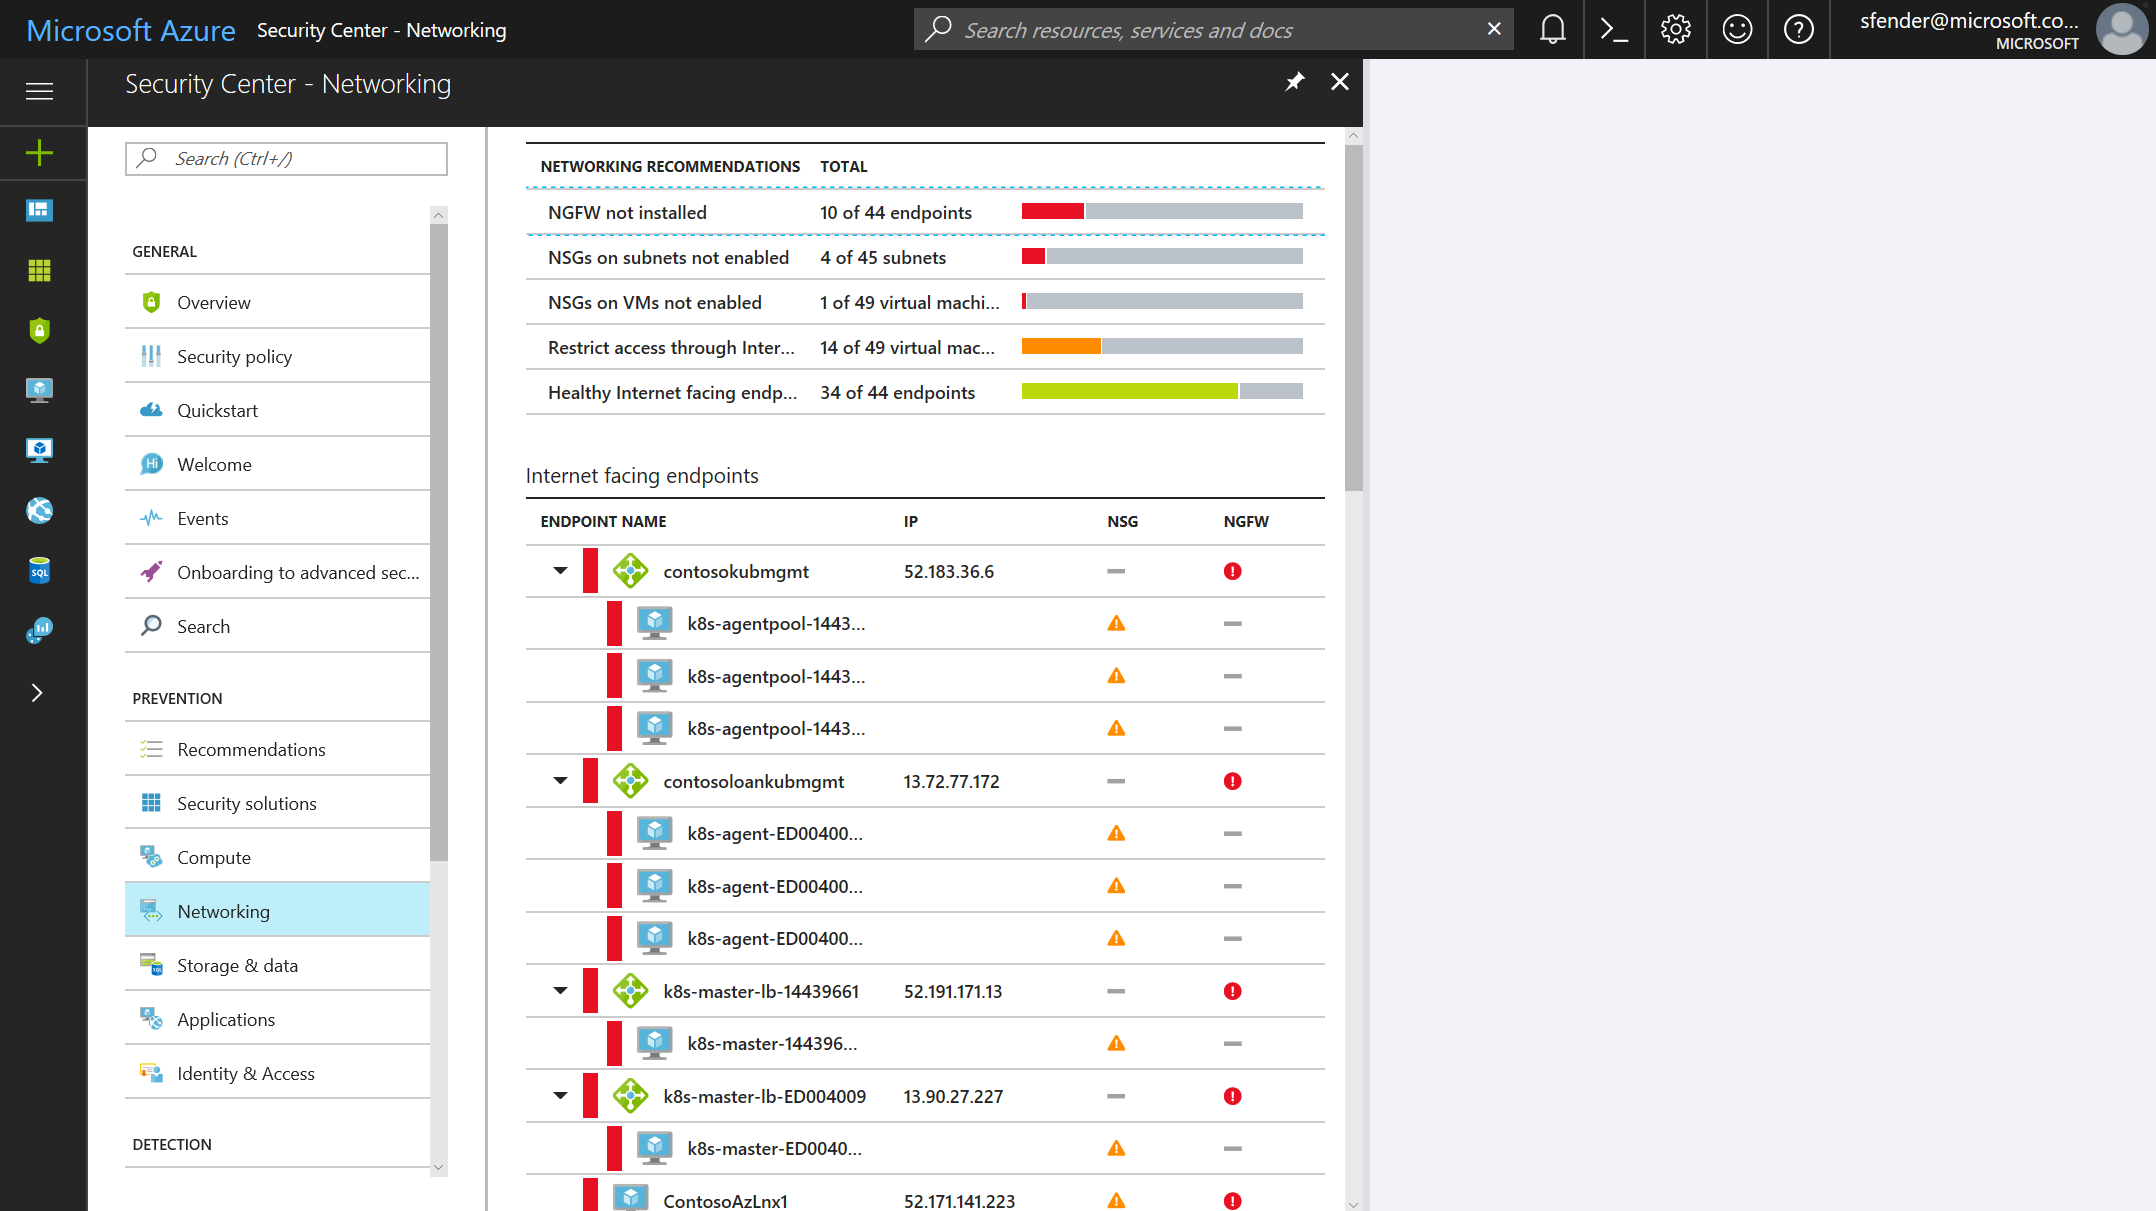 Microsoft Azure Security Center - Networking
Search resources, services and docs
sfender@microsoft.co...
MICROSOFT
Security Center - Networking
Search (Ctrl+/)
GENERAL
Overview
Security policy
Quickstart
Hi
Welcome
Events
Onboarding to advanced sec...
Search
PREVENTION
Recommendations
Security solutions
Compute
Networking
Storage & data
Applications
Identity & Access
DETECTION
SQL
NETWORKING RECOMMENDATIONS TOTAL
NGFW not installed 10 of 44 endpoints
NSGs on subnets not enabled 4 of 45 subnets
NSGs on VMs not enabled 1 of 49 virtual machi...
Restrict access through Inter... 14 of 49 virtual mac...
Healthy Internet facing endp... 34 of 44 endpoints
Internet facing endpoints
ENDPOINT NAME IP NSG NGFW
contosokubmgmt 52.183.36.6
k8s-agentpool-1443...
k8s-agentpool-1443...
k8s-agentpool-1443...
contosoloankubmgmt 13.72.77.172
k8s-agent-ED00400...
k8s-agent-ED00400...
k8s-agent-ED00400...
k8s-master-lb-14439661 52.191.171.13
k8s-master-144396...
k8s-master-lb-ED004009 13.90.27.227
k8s-master-ED0040...
ContosoAzLnx1 52.171.141.223